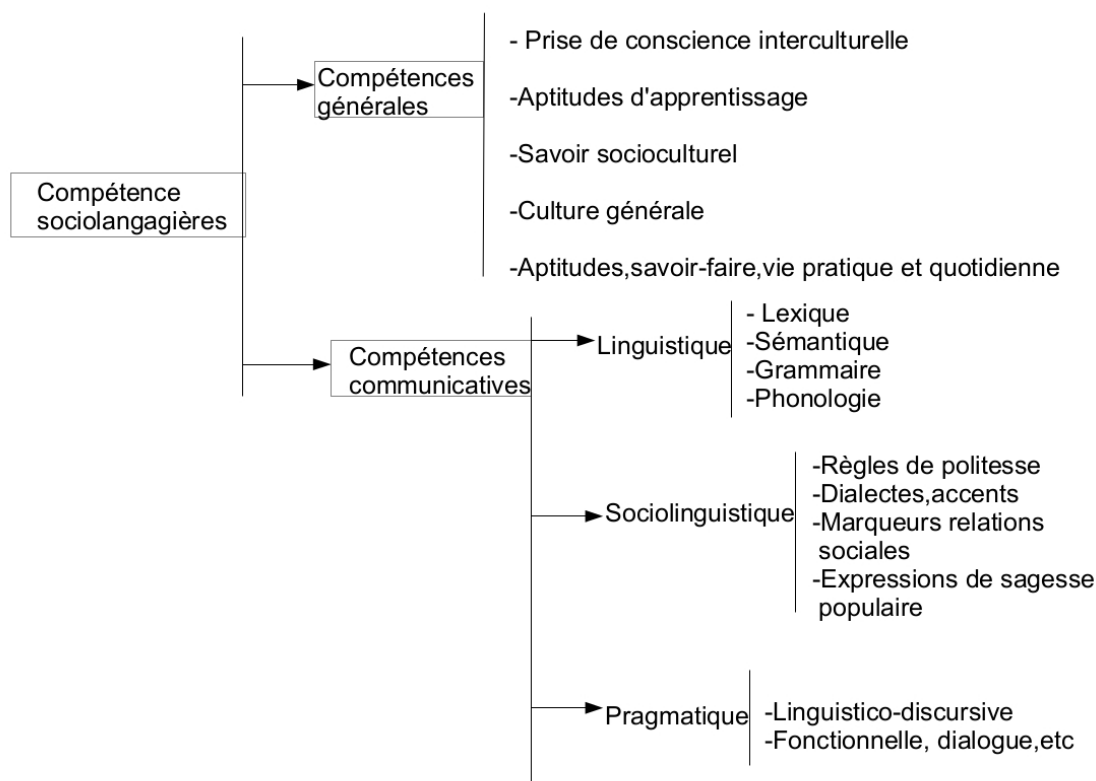 Compétence
sociolangagières
Compétences
générales
- Prise de conscience interculturelle
-Aptitudes d'apprentissage
-Savoir socioculturel
-Culture générale
-Aptitudes,savoir-faire,vie pratique et quotidienne
Compétences
communicatives
Linguistique
- Lexique
-Sémantique
-Grammaire
-Phonologie
Sociolinguistique
-Règles de politesse
-Dialectes,accents
-Marqueurs relations
sociales
-Expressions de sagesse
populaire
Pragmatique
-Linguistico-discursive
-Fonctionnelle, dialogue,etc